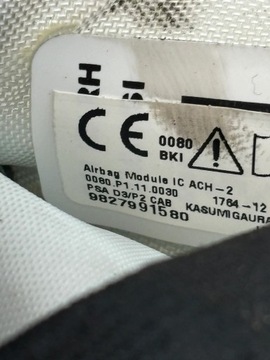 RH
CE 0080
BKI
Airbag Module IC ACH-2
0080.P1.11.0030 1764-12
PSA D3/P2 CAB KASUMIGAURA
9827991580